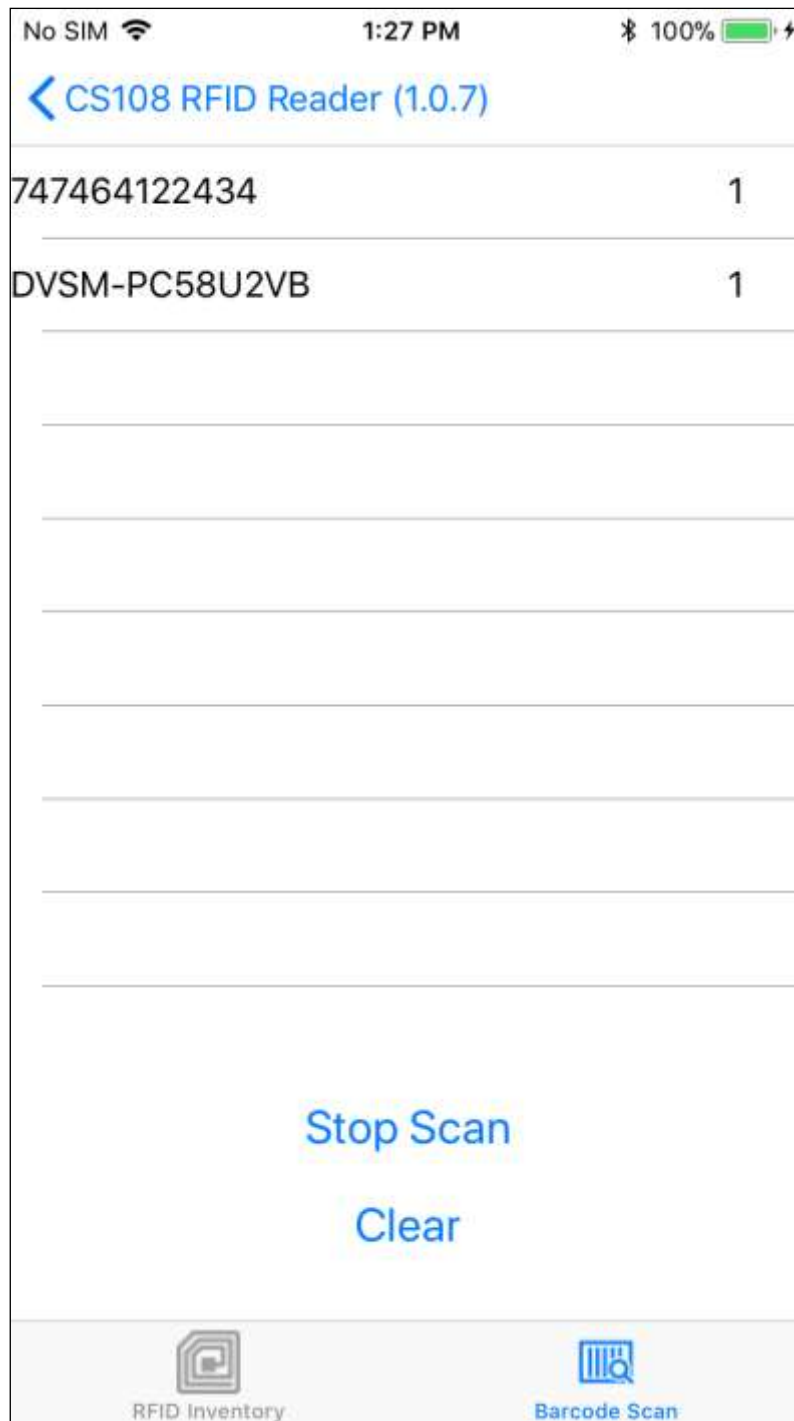 No SIM 1:27 PM 100%
CS108 RFID Reader (1.0.7)
747464122434 1
DVSM-PC58U2VB 1
Stop Scan
Clear
RFID Inventory Barcode Scan